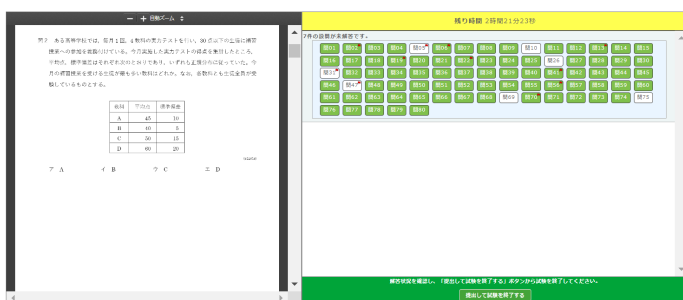 自動ズーム
問2 ある高等学校では，毎月1回，4教科の実力テストを行い，30点以下の生徒に補習
授業への参加を義務付けている。今月実施した実力テストの得点を集計したところ，
平均点，標準偏差はそれぞれ次のとおりであり，いずれも正規分布に従っていた。今
月の補習授業を受ける生徒が最も多い教科はどれか。なお，各教科とも生徒全員が受
験しているものとする。
教科 平均点 標準偏差
A 45 10
B 40 5
C 50 15
D 60 20
ア A イ B ウ C エ D
残り時間 2時間21分23秒
7件の設問が未解答です。
問01 問02 問03 問04 問05 問06 問07 問08 問09 問10 問11 問12 問13 問14 問15
問16 問17 問18 問19 問20 問21 問22 問23 問24 問25 問26 問27 問28 問29 問30
問31 問32 問33 問34 問35 問36 問37 問38 問39 問40 問41 問42 問43 問44 問45
問46 問47 問48 問49 問50 問51 問52 問53 問54 問55 問56 問57 問58 問59 問60
問61 問62 問63 問64 問65 問66 問67 問68 問69 問70 問71 問72 問73 問74 問75
問76 問77 問78 問79 問80
解答状況を確認し、「提出して試験を終了する」ボタンから試験を終了してください。
提出して試験を終了する